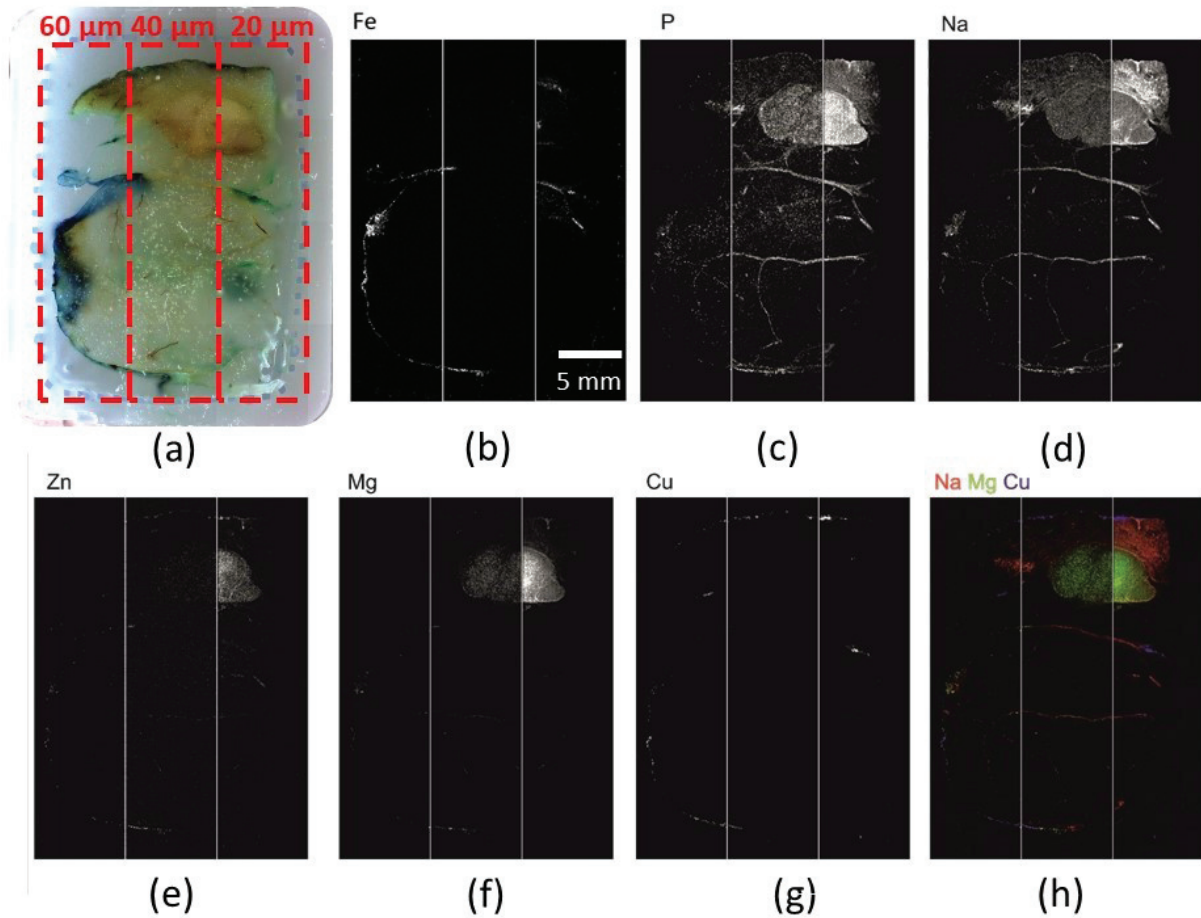 60 μm 40 μm 20 μm
Fe
P
Na
5 mm
(a)
(b)
(c)
(d)
Zn
Mg
Cu
Na Mg Cu
(e)
(f)
(g)
(h)